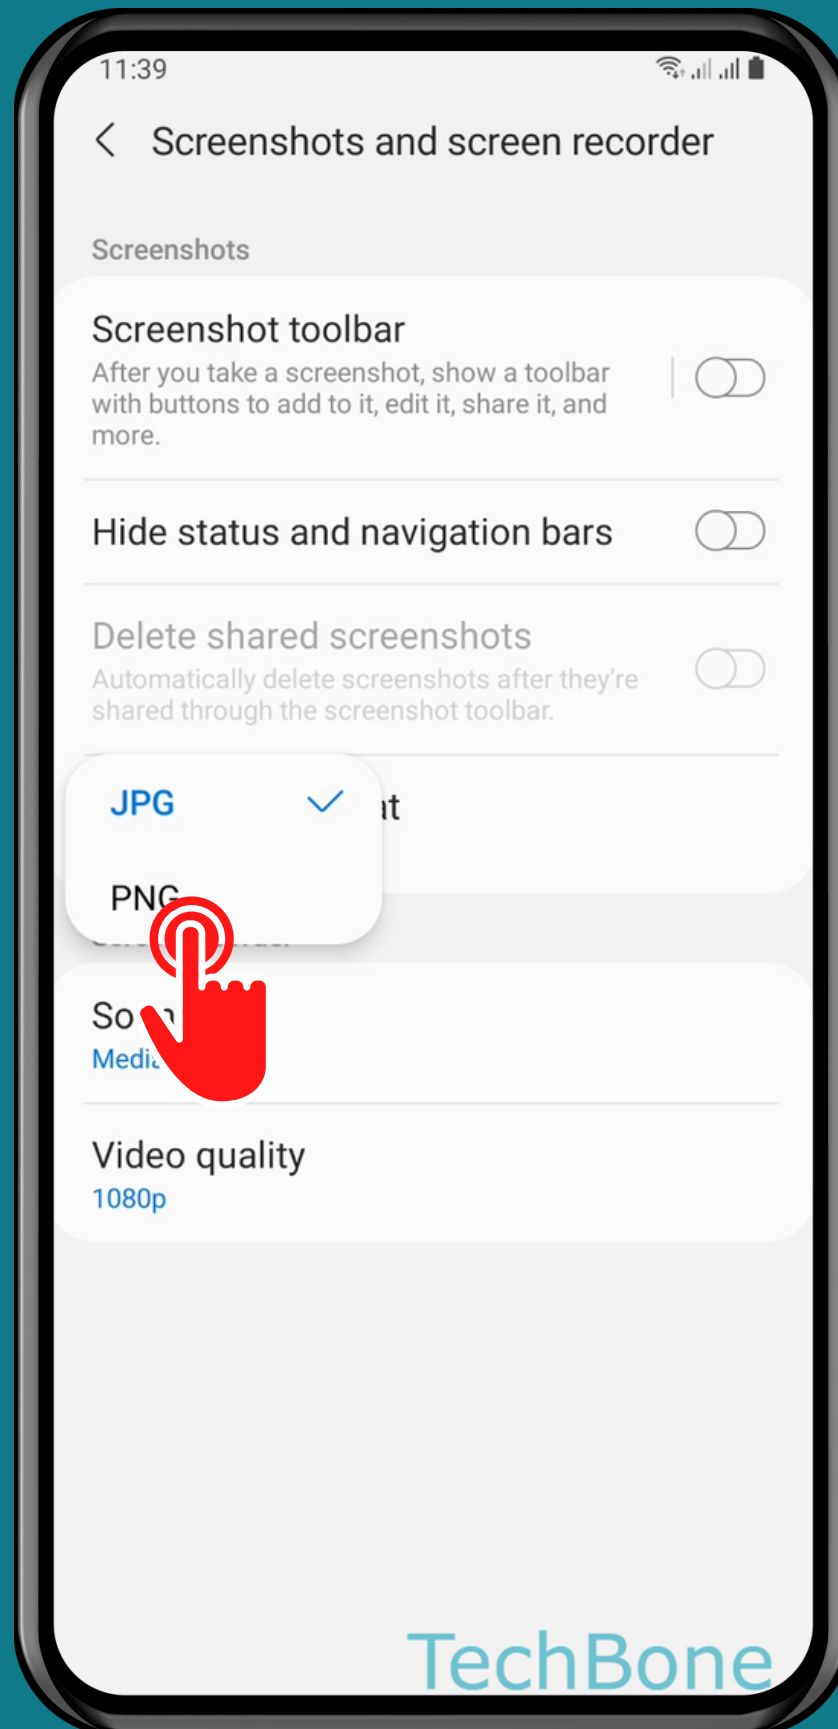 11:39
Screenshots and screen recorder
Screenshots
Screenshot toolbar
After you take a screenshot, show a toolbar
with buttons to add to it, edit it, share it, and
more.
Hide status and navigation bars
Delete shared screenshots
Automatically delete screenshots after they're
shared through the screenshot toolbar.
JPG
PNG
Media
Video quality
1080p
TechBone